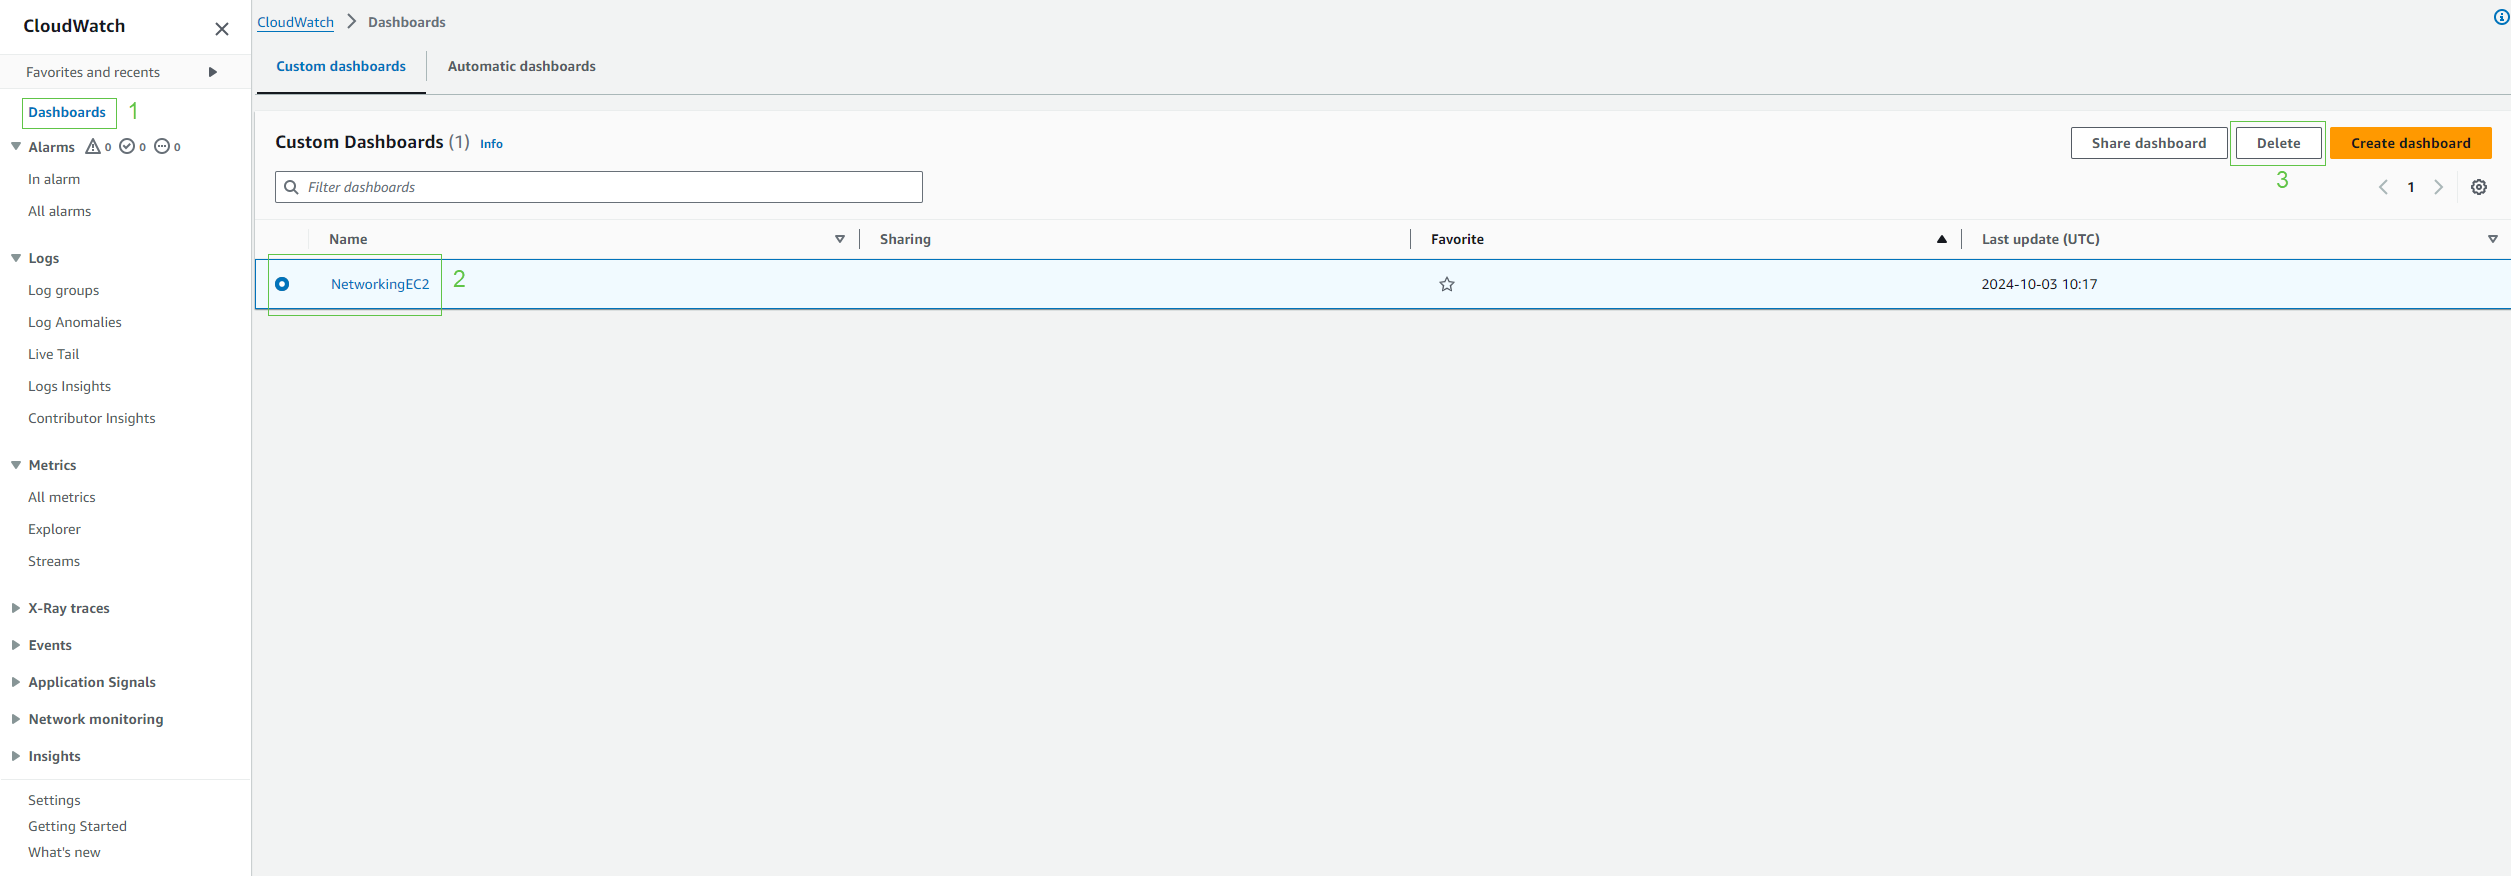 CloudWatch
Favorites and recents
Dashboards 1
Alarms 0 0 0
In alarm
All alarms
Logs
Log groups
Log Anomalies
Live Tail
Logs Insights
Contributor Insights
Metrics
All metrics
Explorer
Streams
X-Ray traces
Events
Application Signals
Network monitoring
Insights
Settings
Getting Started
What's new
CloudWatch Dashboards
Custom dashboards Automatic dashboards
Custom Dashboards (1) Info
Share dashboard Delete Create dashboard
3
Filter dashboards
1
Name Sharing Favorite Last update (UTC)
NetworkingEC2 2 2024-10-03 10:17